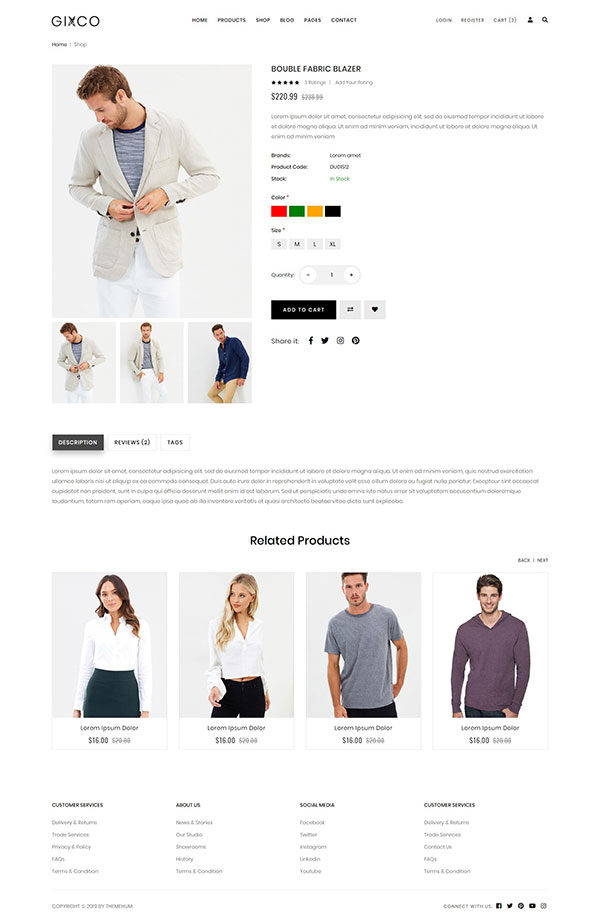 GIXCO
HOME PRODUCTS SHOP BLOG PAGES CONTACT
LOGIN REGISTER CART (3)
Home | Shop
BOUBLE FABRIC BLAZER
3 Ratings | Add Your Rating
$220.99 $239.99
Lorem ipsum dolor sit amet, consectetur adipisicing elit, sed do eiusmod tempor incididunt ut labore
et dolore magna aliqua. Ut enim ad minim veniam, incididunt ut labore et dolore magna aliqua. Ut
enim ad minim veniam
Brands: Lorem amet
Product Code: DU01512
Stock: In Stock
Color *
Size *
S M L XL
Quantity: - 1 +
ADD TO CART
Share it:
DESCRIPTION REVIEWS (2) TAGS
Lorem ipsum dolor sit amet, consectetur adipisicing elit, sed do eiusmod tempor incididunt ut labore et dolore magna aliqua. Ut enim ad minim veniam, quis nostrud exercitation
ullamco laboris nisi ut aliquip ex ea commodo consequat. Duis aute irure dolor in reprehenderit in voluptate velit esse cillum dolore eu fugiat nulla pariatur. Excepteur sint occaecat
cupidatat non proident, sunt in culpa qui officia deserunt mollit anim id est laborum. Sed ut perspiciatis unde omnis iste natus error sit voluptatem accusantium doloremque
laudantium, totam rem aperiam, eaque ipsa quae ab illo inventore veritatis et quasi architecto beatae vitae dicta sunt explicabo.
Related Products
BACK | NEXT
Lorem Ipsum Dolor
$16.00 $20.00
Lorem Ipsum Dolor
$16.00 $20.00
Lorem Ipsum Dolor
$16.00 $20.00
Lorem Ipsum Dolor
$16.00 $20.00
CUSTOMER SERVICES
Delivery & Returns
Trade Services
Privacy & Policy
FAQs
Terms & Condition
ABOUT US
News & Stories
Our Studio
Showrooms
History
Terms & Condition
SOCIAL MEDIA
Facebook
Twitter
Instagram
Linkedin
Youtube
CUSTOMER SERVICES
Delivery & Returns
Trade Services
Contact Us
FAQs
Terms & Condition
COPYRIGHT © 2019 BY THEMEHUM.
CONNECT WITH US: